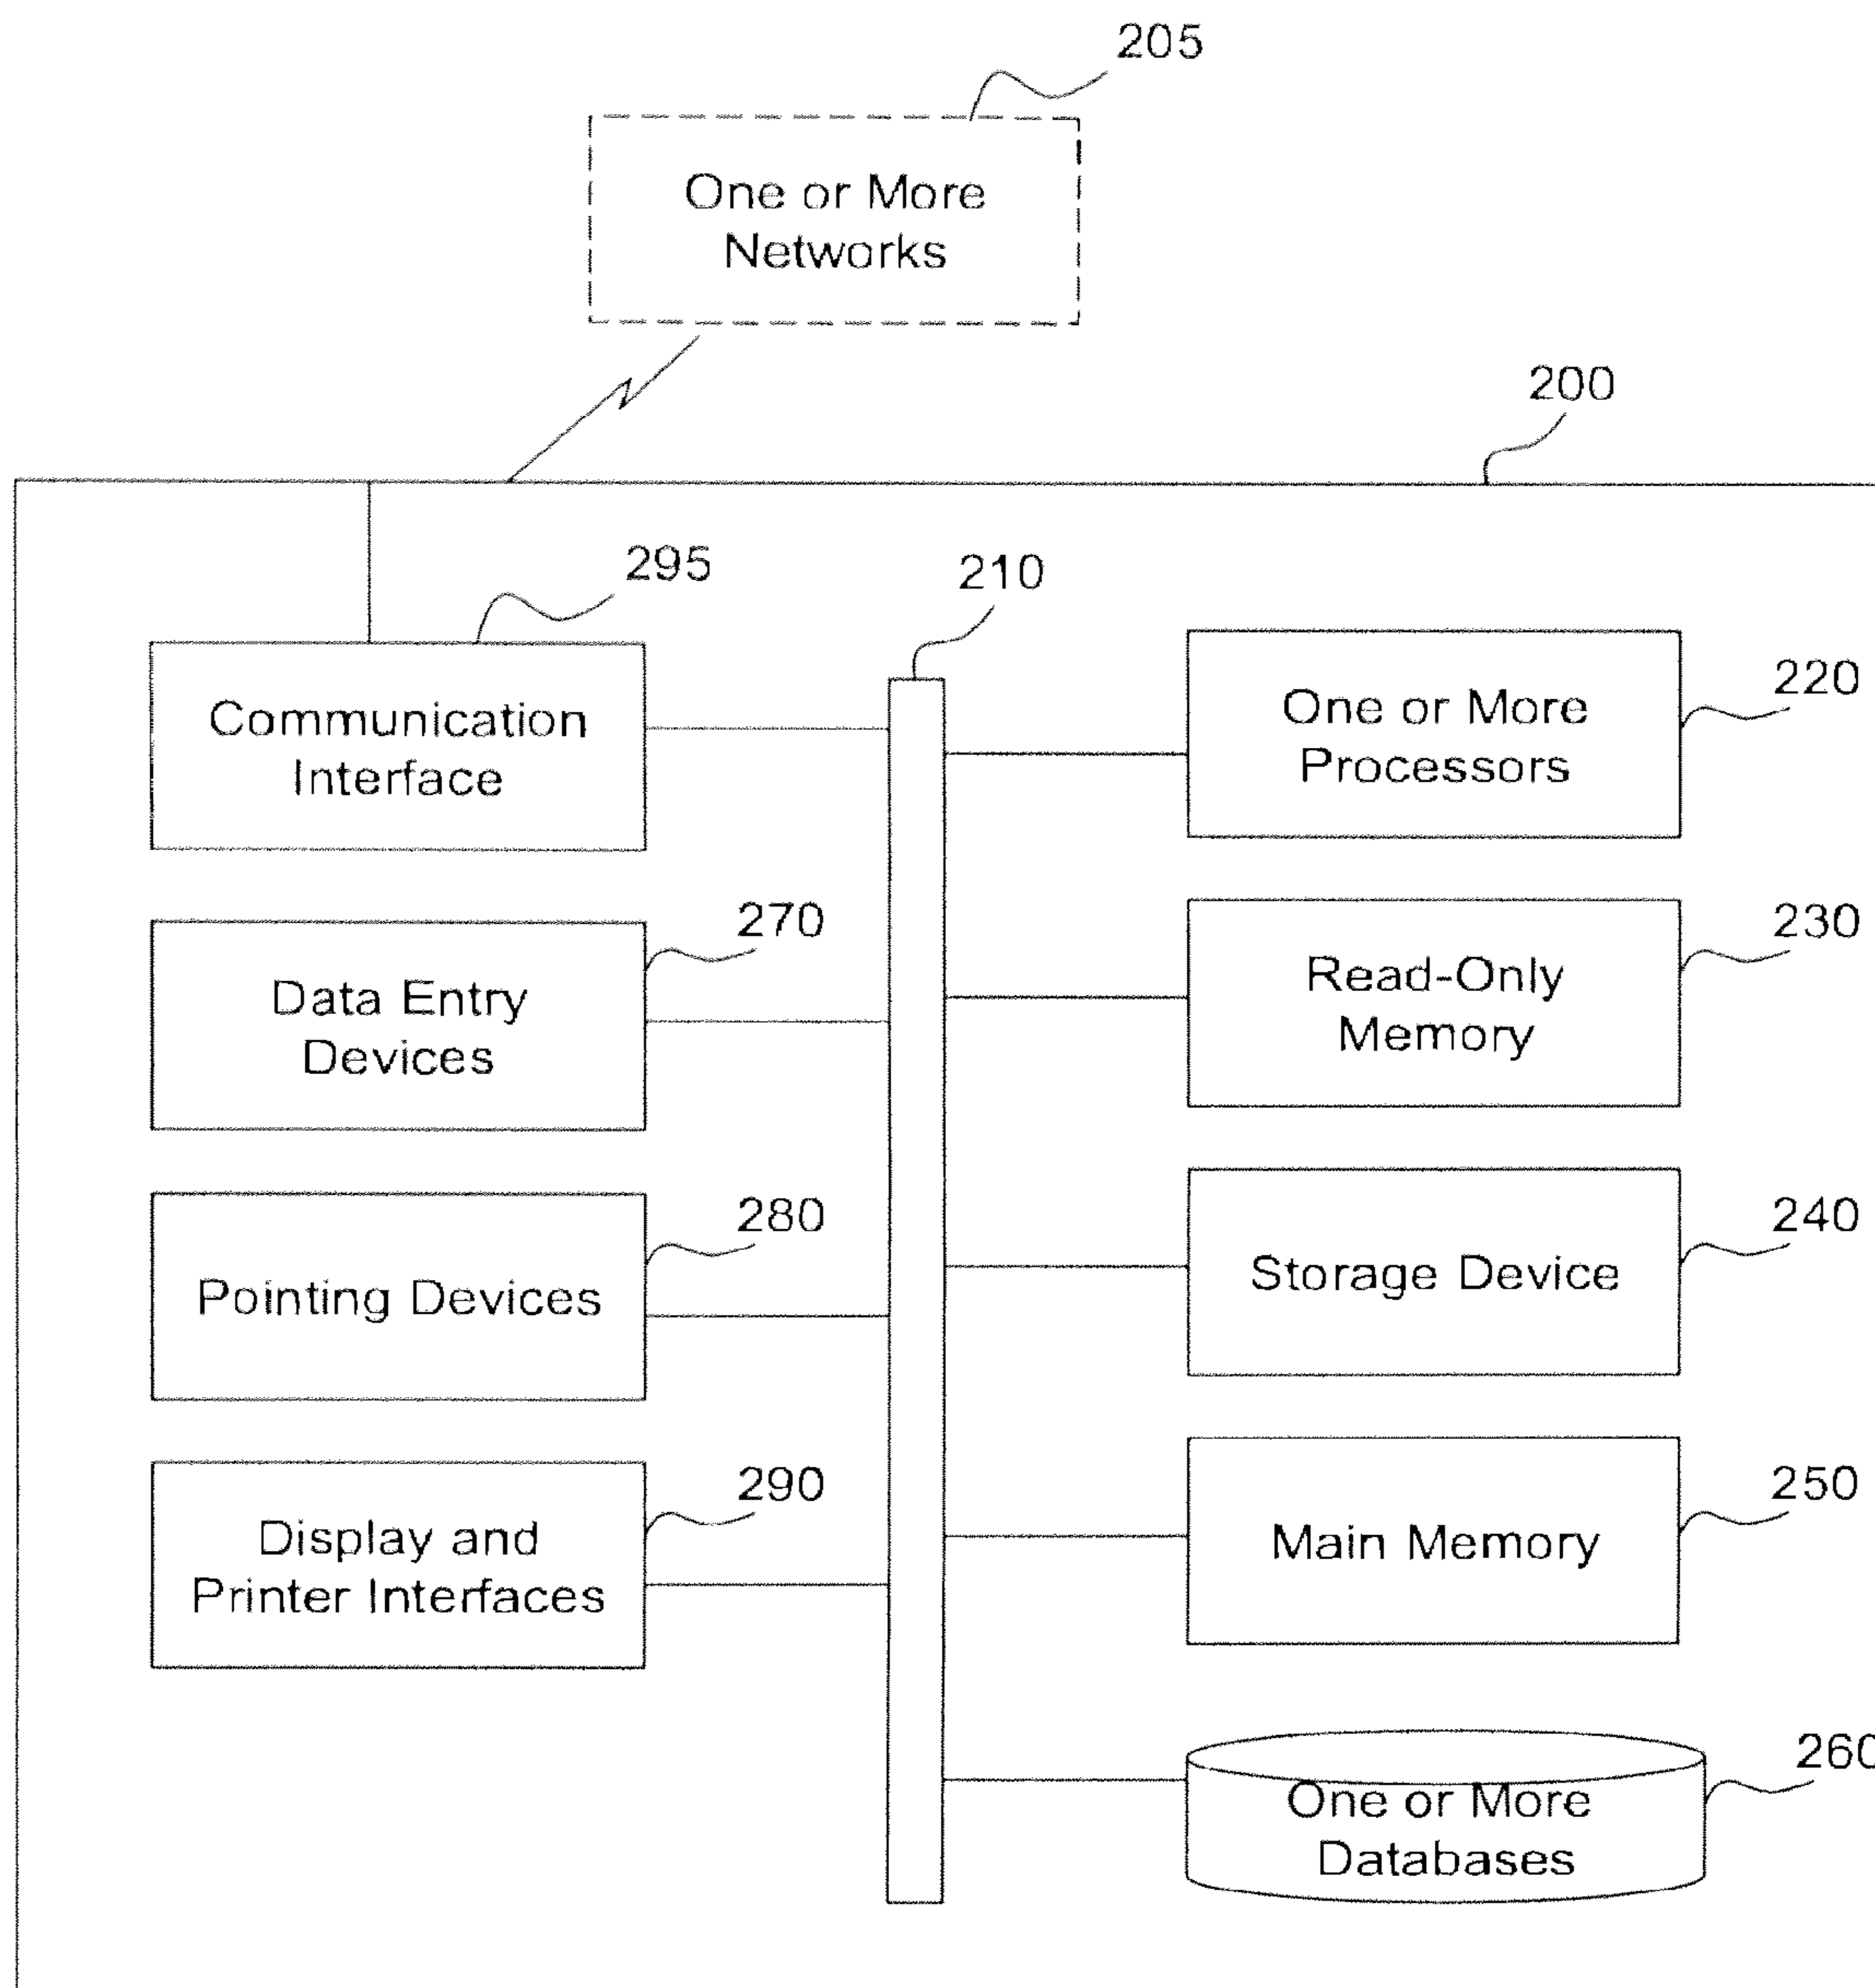 205
One or More
Networks
200
295
210
Communication
Interface
One or More
Processors
220
270
Data Entry
Devices
230
Read-Only
Memory
280
Pointing Devices
240
Storage Device
290
Display and
Printer Interfaces
250
Main Memory
260
One or More
Databases